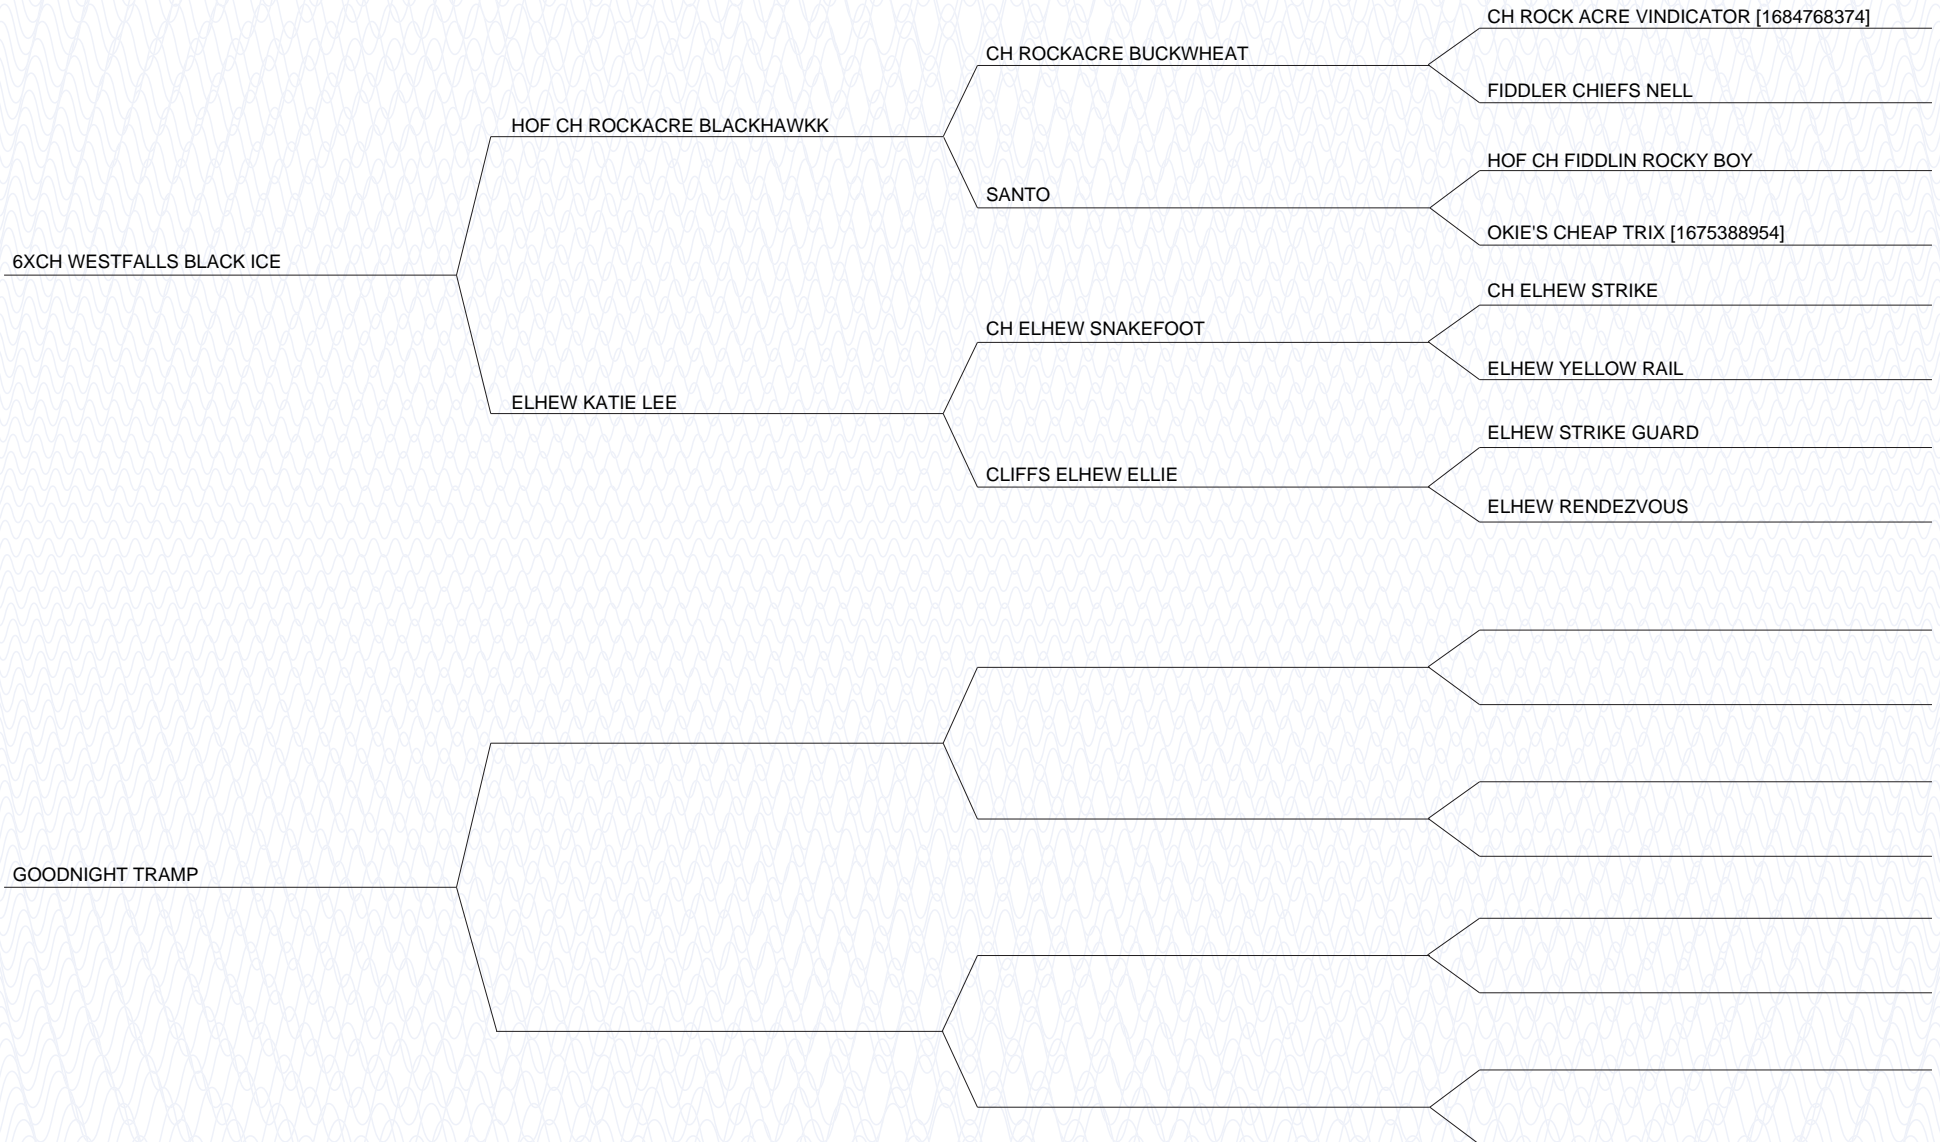 CH ROCK ACRE VINDICATOR [1684768374]
CH ROCKACRE BUCKWHEAT
FIDDLER CHIEFS NELL
HOF CH ROCKACRE BLACKHAWKK
HOF CH FIDDLIN ROCKY BOY
SANTO
OKIE'S CHEAP TRIX [1675388954]
6XCH WESTFALLS BLACK ICE
CH ELHEW STRIKE
CH ELHEW SNAKEFOOT
ELHEW YELLOW RAIL
ELHEW KATIE LEE
ELHEW STRIKE GUARD
CLIFFS ELHEW ELLIE
ELHEW RENDEZVOUS
GOODNIGHT TRAMP